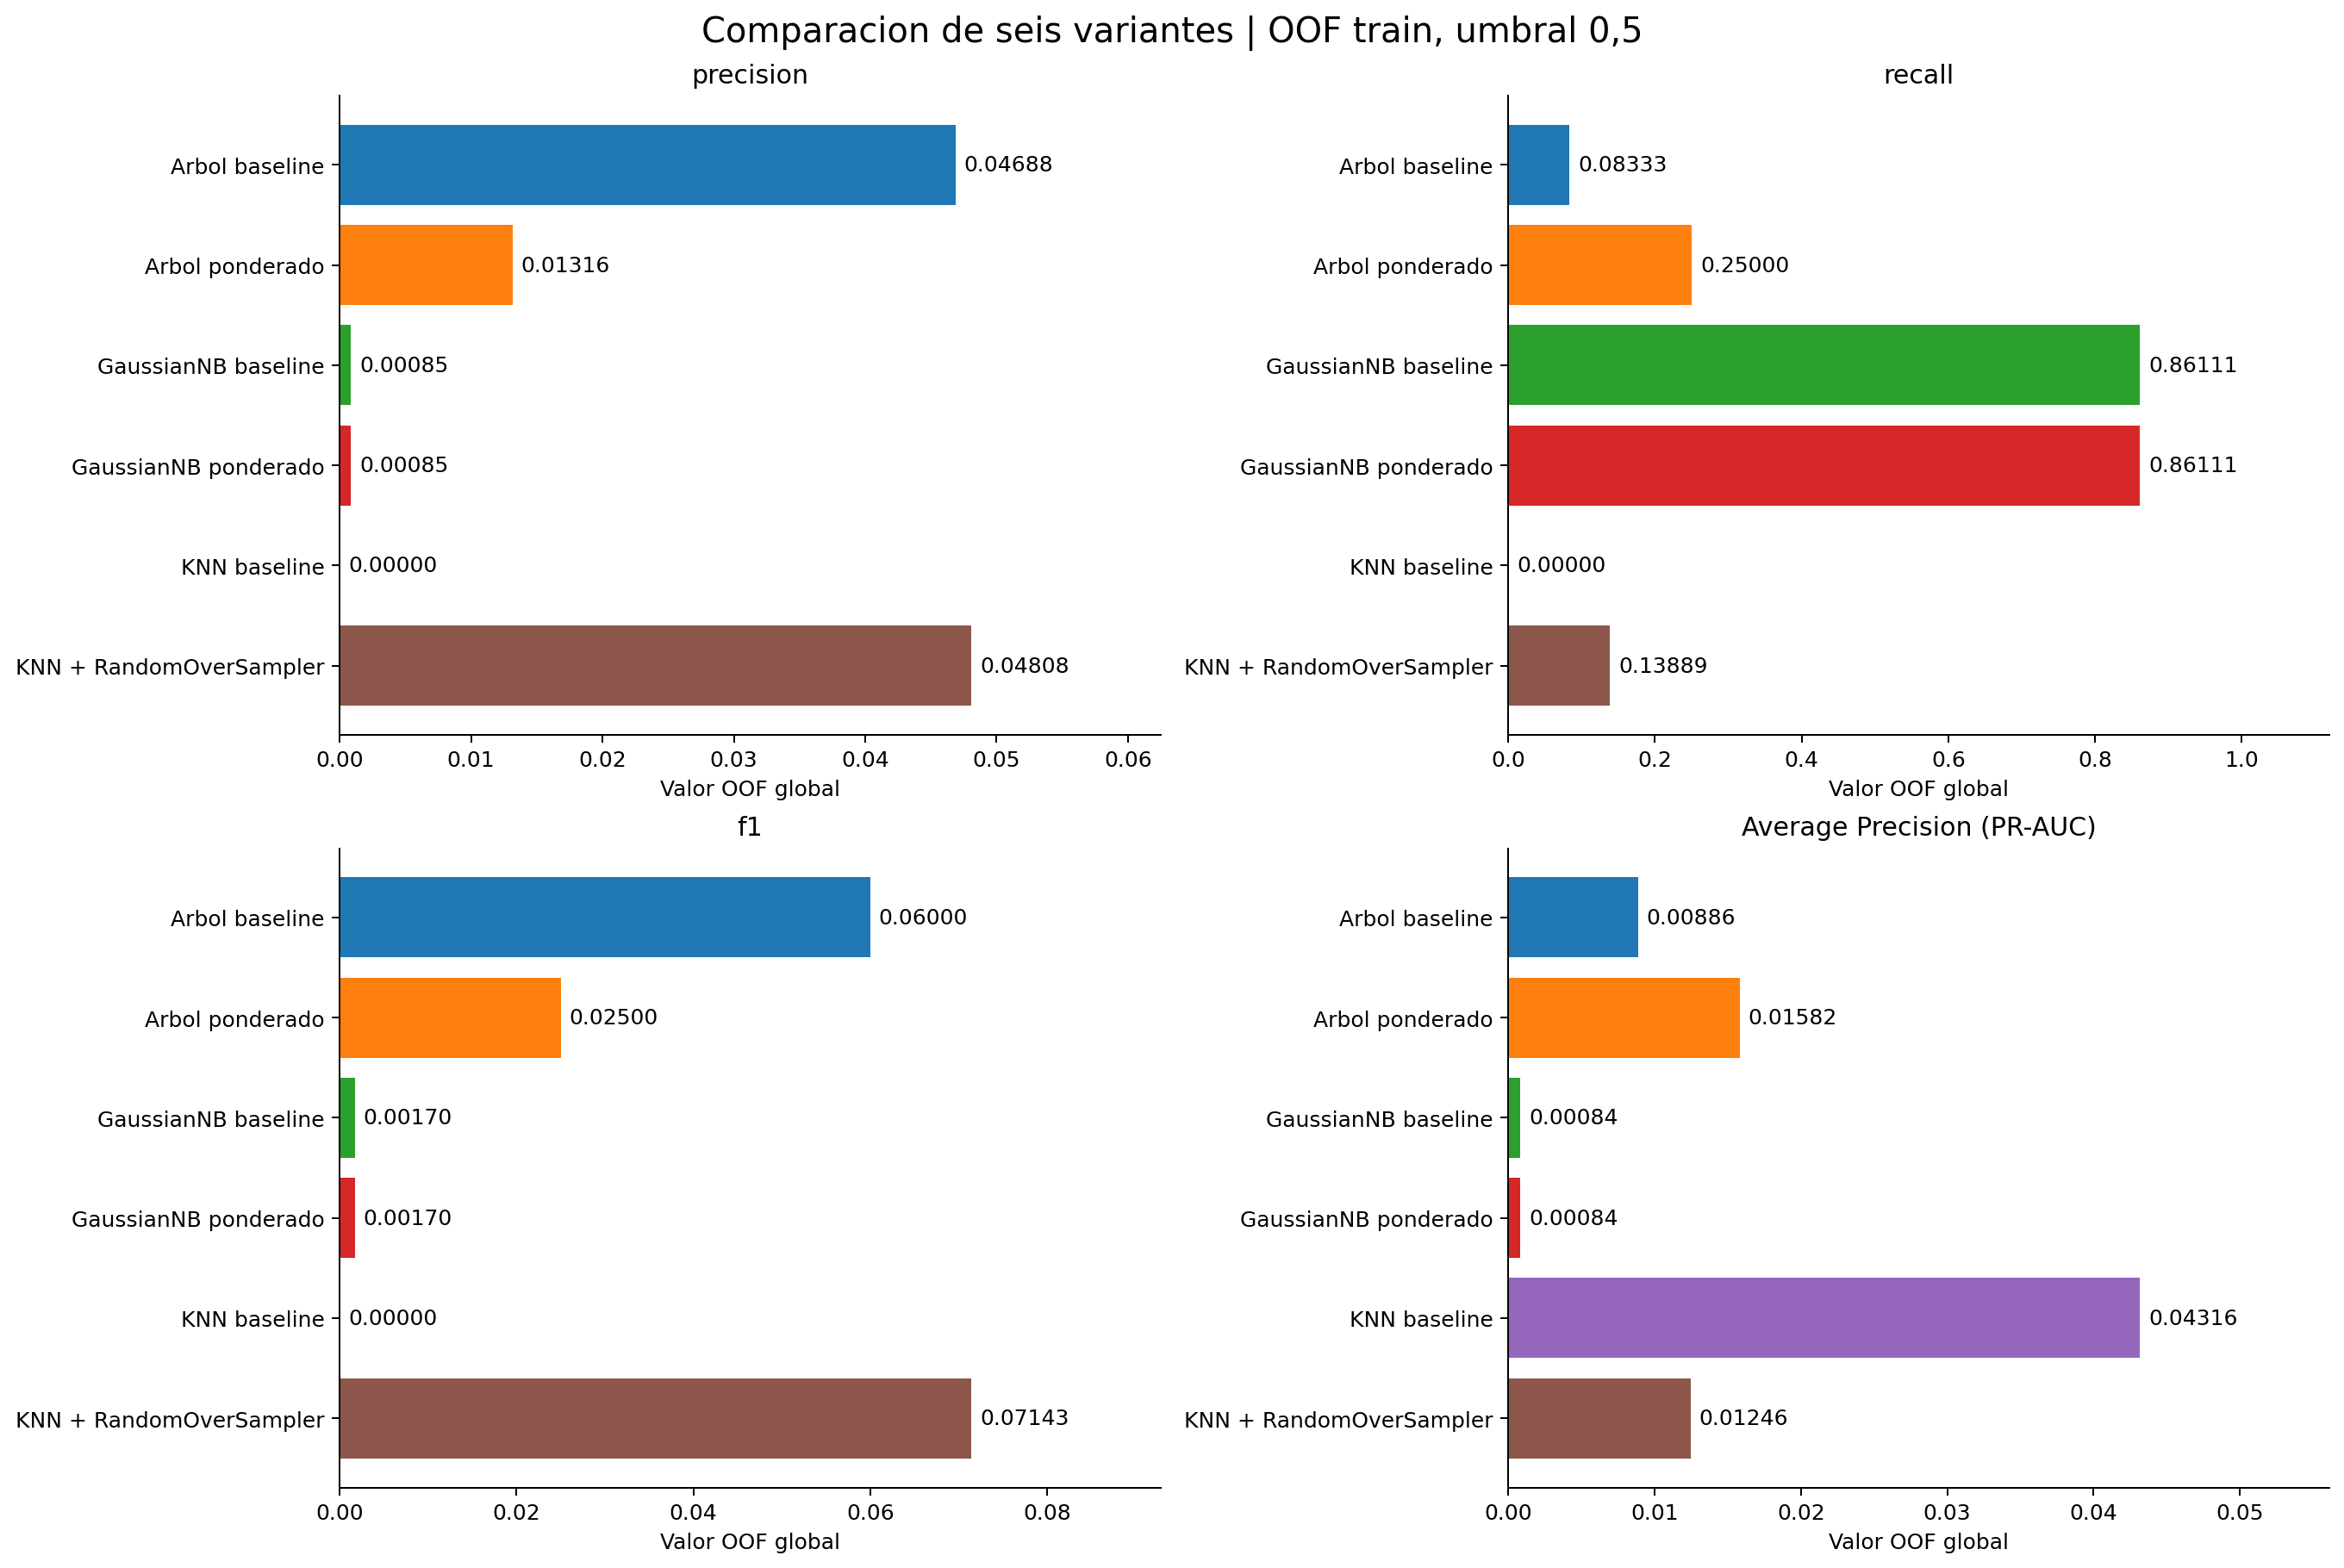 Comparacion de seis variantes | OOF train, umbral 0,5
precision
Arbol baseline
0.04688
Arbol ponderado
0.01316
GaussianNB baseline
0.00085
GaussianNB ponderado
0.00085
KNN baseline
0.00000
KNN + RandomOverSampler
0.04808
0.00 0.01 0.02 0.03 0.04 0.05 0.06
Valor OOF global
recall
Arbol baseline
0.08333
Arbol ponderado
0.25000
GaussianNB baseline
0.86111
GaussianNB ponderado
0.86111
KNN baseline
0.00000
KNN + RandomOverSampler
0.13889
0.0 0.2 0.4 0.6 0.8 1.0
Valor OOF global
f1
Arbol baseline
0.06000
Arbol ponderado
0.02500
GaussianNB baseline
0.00170
GaussianNB ponderado
0.00170
KNN baseline
0.00000
KNN + RandomOverSampler
0.07143
0.00 0.02 0.04 0.06 0.08
Valor OOF global
Average Precision (PR-AUC)
Arbol baseline
0.00886
Arbol ponderado
0.01582
GaussianNB baseline
0.00084
GaussianNB ponderado
0.00084
KNN baseline
0.04316
KNN + RandomOverSampler
0.01246
0.00 0.01 0.02 0.03 0.04 0.05
Valor OOF global